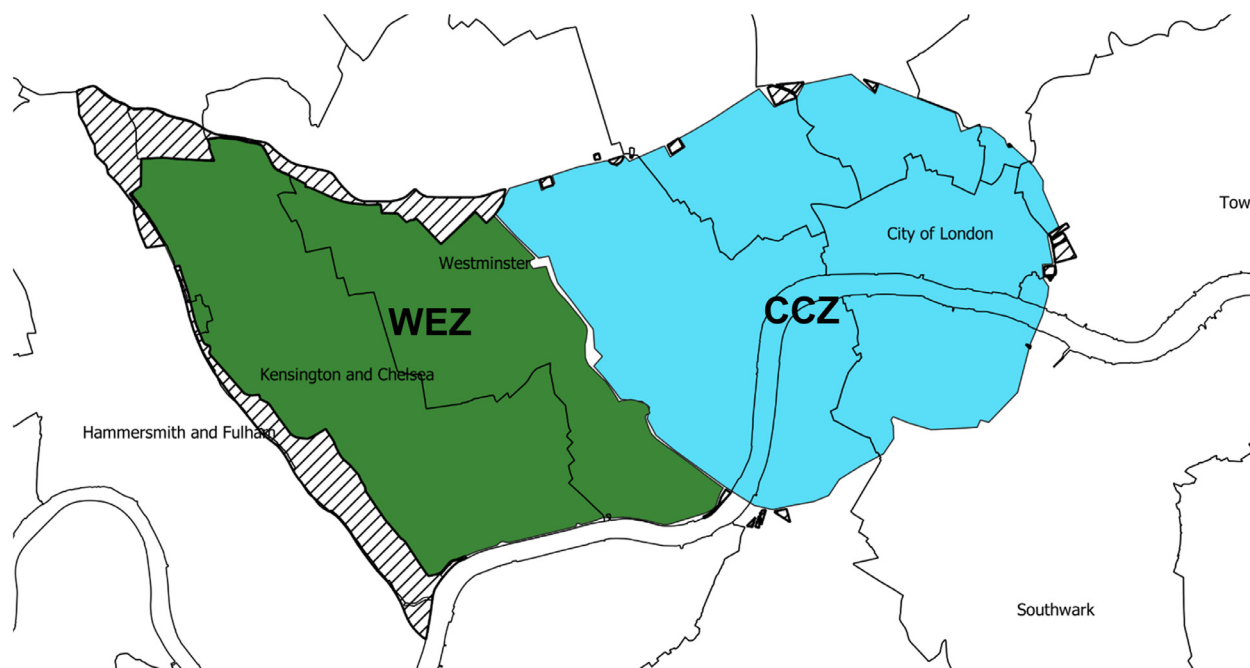 Tow
City of London
Westminster
CCZ
WEZ
Kensington and Chelsea
Hammersmith and Fulham
Southwark